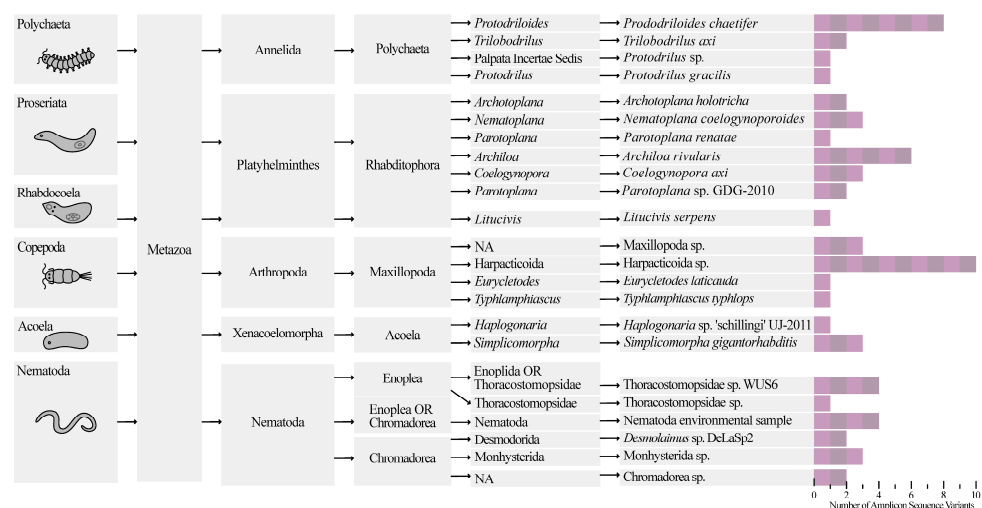 Polychaeta
Annelida
Polychaeta
Protodriloides
Prododriloides chaetifer
Trilobodrilus
Trilobodrilus axi
Palpata Incertae Sedis
Protodrilus sp.
Protodrilus
Protodrilus gracilis
Proseriata
Rhabdocoela
Metazoa
Platyhelminthes
Rhabditophora
Archotoplana
Archotoplana holotricha
Nematoplana
Nematoplana coelogynoporoides
Parotoplana
Parotoplana renatae
Archiloa
Archiloa rivularis
Coelogynopora
Coelogynopora axi
Parotoplana
Parotoplana sp. GDG-2010
Litucivis
Litucivis serpens
Copepoda
Arthropoda
Maxillopoda
NA
Maxillopoda sp.
Harpacticoida
Harpacticoida sp.
Eurycletodes
Eurycletodes laticauda
Typhlamphiascus
Typhlamphiascus typhlops
Acoela
Xenacoelomorpha
Acoela
Haplogonaria
Haplogonaria sp. 'schillingi' UJ-2011
Simplicomorpha
Simplicomorpha gigantorhabditis
Nematoda
Nematoda
Enoplea
Enoplea OR
Chromadorea
Chromadorea
Enoplida OR
Thoracostomopsidae
Thoracostomopsidae sp. WUS6
Thoracostomopsidae
Thoracostomopsidae sp.
Nematoda
Nematoda environmental sample
Desmodorida
Desmolaimus sp. DeLaSp2
Monhysterida
Monhysterida sp.
NA
Chromadorea sp.
0 2 4 6 8 10
Number of Amplicon Sequence Variants